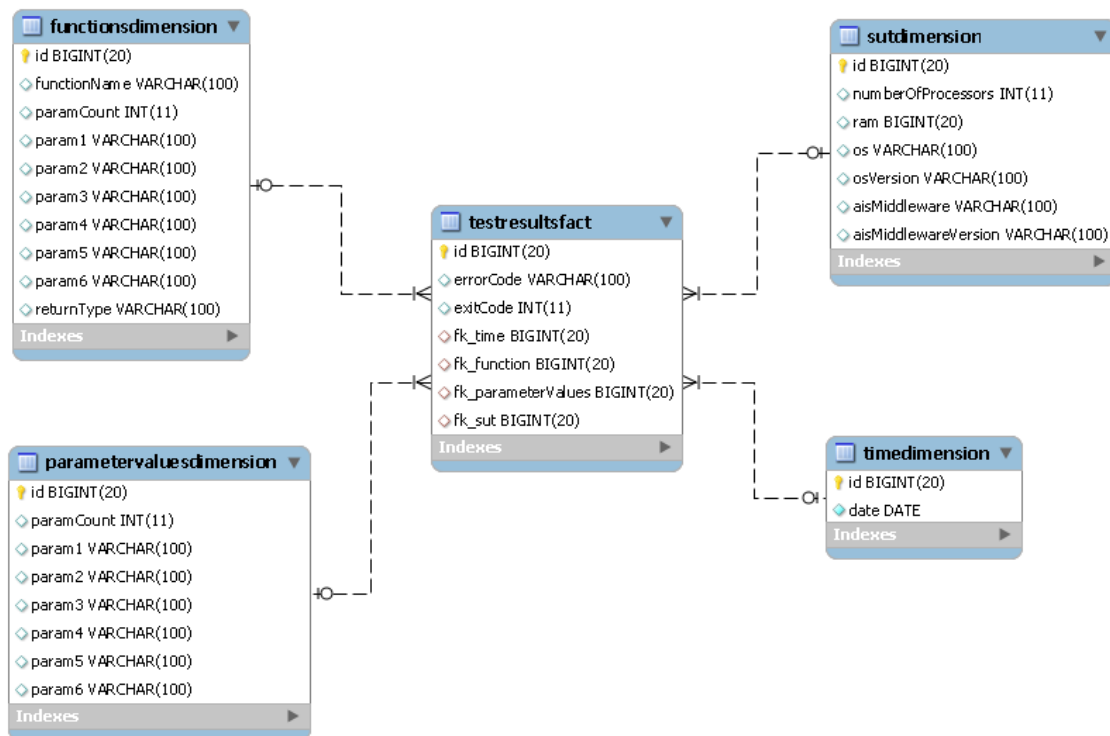 functionsdimension
id BIGINT(20)
functionName VARCHAR(100)
paramCount INT(11)
param1 VARCHAR(100)
param2 VARCHAR(100)
param3 VARCHAR(100)
param4 VARCHAR(100)
param5 VARCHAR(100)
param6 VARCHAR(100)
returnType VARCHAR(100)
Indexes
sutdimension
id BIGINT(20)
numberOfProcessors INT(11)
ram BIGINT(20)
os VARCHAR(100)
osVersion VARCHAR(100)
aisMiddleware VARCHAR(100)
aisMiddlewareVersion VARCHAR(100)
Indexes
testresultsfact
id BIGINT(20)
errorCode VARCHAR(100)
exitCode INT(11)
fk_time BIGINT(20)
fk_function BIGINT(20)
fk_parameterValues BIGINT(20)
fk_sut BIGINT(20)
Indexes
parametervaluesdimension
id BIGINT(20)
paramCount INT(11)
param1 VARCHAR(100)
param2 VARCHAR(100)
param3 VARCHAR(100)
param4 VARCHAR(100)
param5 VARCHAR(100)
param6 VARCHAR(100)
Indexes
timedimension
id BIGINT(20)
date DATE
Indexes